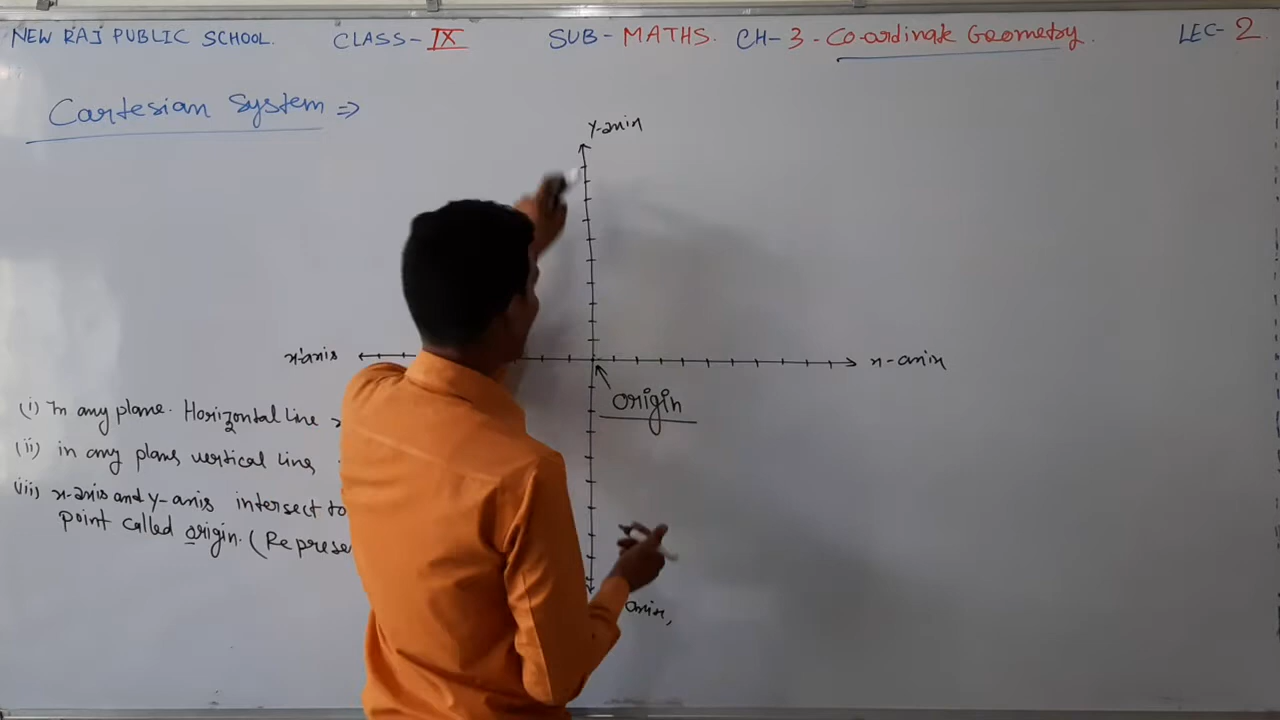 NEW RAJ PUBLIC SCHOOL. CLASS-IX SUB- MATHS. CH-3-Co-ordinate Geometry. LEC-2.
Cartesian System ⇒
y-axis
x-axis
x-axis
origin
(i) In any plane. Horizontal Line →
(ii) in any plane, vertical line,
(iii) x-axis and y-axis intersect to
point called origin. (Represe
axis,